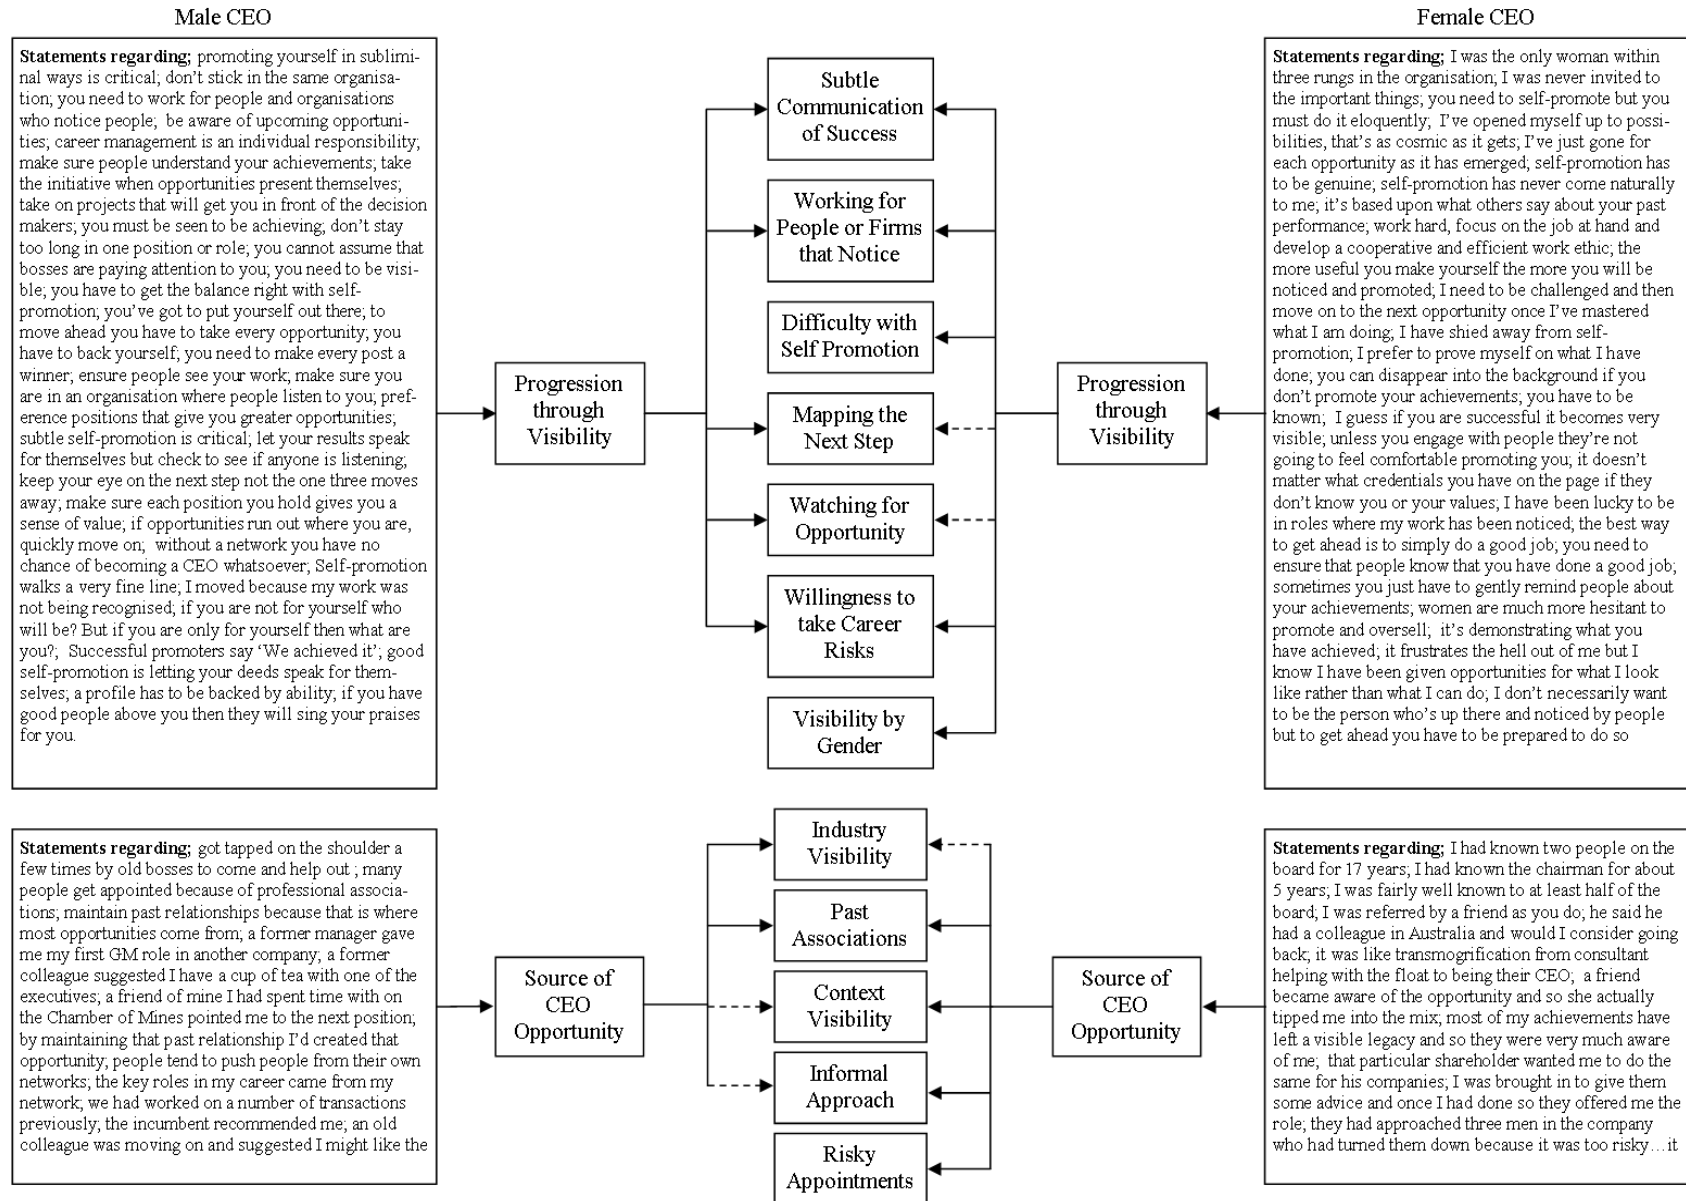 Male CEO
Statements regarding; promoting yourself in sublimi-
nal ways is critical; don't stick in the same organisa-
tion; you need to work for people and organisations
who notice people;  be aware of upcoming opportuni-
ties; career management is an individual responsibility;
make sure people understand your achievements; take
the initiative when opportunities present themselves;
take on projects that will get you in front of the decision
makers; you must be seen to be achieving; don't stay
too long in one position or role; you cannot assume that
bosses are paying attention to you; you need to be visi-
ble; you have to get the balance right with self-
promotion; you've got to put yourself out there; to
move ahead you have to take every opportunity; you
have to back yourself; you need to make every post a
winner; ensure people see your work; make sure you
are in an organisation where people listen to you; pref-
erence positions that give you greater opportunities;
subtle self-promotion is critical; let your results speak
for themselves but check to see if anyone is listening;
keep your eye on the next step not the one three moves
away; make sure each position you hold gives you a
sense of value; if opportunities run out where you are,
quickly move on;  without a network you have no
chance of becoming a CEO whatsoever; Self-promotion
walks a very fine line; I moved because my work was
not being recognised; if you are not for yourself who
will be? But if you are only for yourself then what are
you?;  Successful promoters say 'We achieved it'; good
self-promotion is letting your deeds speak for them-
selves; a profile has to be backed by ability; if you have
good people above you then they will sing your praises
for you.
Progression
through
Visibility
Subtle
Communication
of Success
Working for
People or Firms
that Notice
Difficulty with
Self Promotion
Mapping the
Next Step
Watching for
Opportunity
Willingness to
take Career
Risks
Visibility by
Gender
Progression
through
Visibility
Female CEO
Statements regarding; I was the only woman within
three rungs in the organisation; I was never invited to
the important things; you need to self-promote but you
must do it eloquently;  I've opened myself up to possi-
bilities, that's as cosmic as it gets; I've just gone for
each opportunity as it has emerged; self-promotion has
to be genuine; self-promotion has never come naturally
to me; it's based upon what others say about your past
performance; work hard, focus on the job at hand and
develop a cooperative and efficient work ethic; the
more useful you make yourself the more you will be
noticed and promoted; I need to be challenged and then
move on to the next opportunity once I've mastered
what I am doing; I have shied away from self-
promotion; I prefer to prove myself on what I have
done; you can disappear into the background if you
don't promote your achievements; you have to be
known;  I guess if you are successful it becomes very
visible; unless you engage with people they're not
going to feel comfortable promoting you; it doesn't
matter what credentials you have on the page if they
don't know you or your values; I have been lucky to be
in roles where my work has been noticed; the best way
to get ahead is to simply do a good job; you need to
ensure that people know that you have done a good job;
sometimes you just have to gently remind people about
your achievements; women are much more hesitant to
promote and oversell;  it's demonstrating what you
have achieved; it frustrates the hell out of me but I
know I have been given opportunities for what I look
like rather than what I can do; I don't necessarily want
to be the person who's up there and noticed by people
but to get ahead you have to be prepared to do so
Statements regarding; got tapped on the shoulder a
few times by old bosses to come and help out ; many
people get appointed because of professional associa-
tions; maintain past relationships because that is where
most opportunities come from; a former manager gave
me my first GM role in another company; a former
colleague suggested I have a cup of tea with one of the
executives; a friend of mine I had spent time with on
the Chamber of Mines pointed me to the next position;
by maintaining that past relationship I'd created that
opportunity; people tend to push people from their own
networks; the key roles in my career came from my
network; we had worked on a number of transactions
previously; the incumbent recommended me; an old
colleague was moving on and suggested I might like the
Source of
CEO
Opportunity
Industry
Visibility
Past
Associations
Context
Visibility
Informal
Approach
Risky
Appointments
Source of
CEO
Opportunity
Statements regarding; I had known two people on the
board for 17 years; I had known the chairman for about
5 years; I was fairly well known to at least half of the
board; I was referred by a friend as you do; he said he
had a colleague in Australia and would I consider going
back; it was like transmogrification from consultant
helping with the float to being their CEO;  a friend
became aware of the opportunity and so she actually
tipped me into the mix; most of my achievements have
left a visible legacy and so they were very much aware
of me;  that particular shareholder wanted me to do the
same for his companies; I was brought in to give them
some advice and once I had done so they offered me the
role; they had approached three men in the company
who had turned them down because it was too risky…it